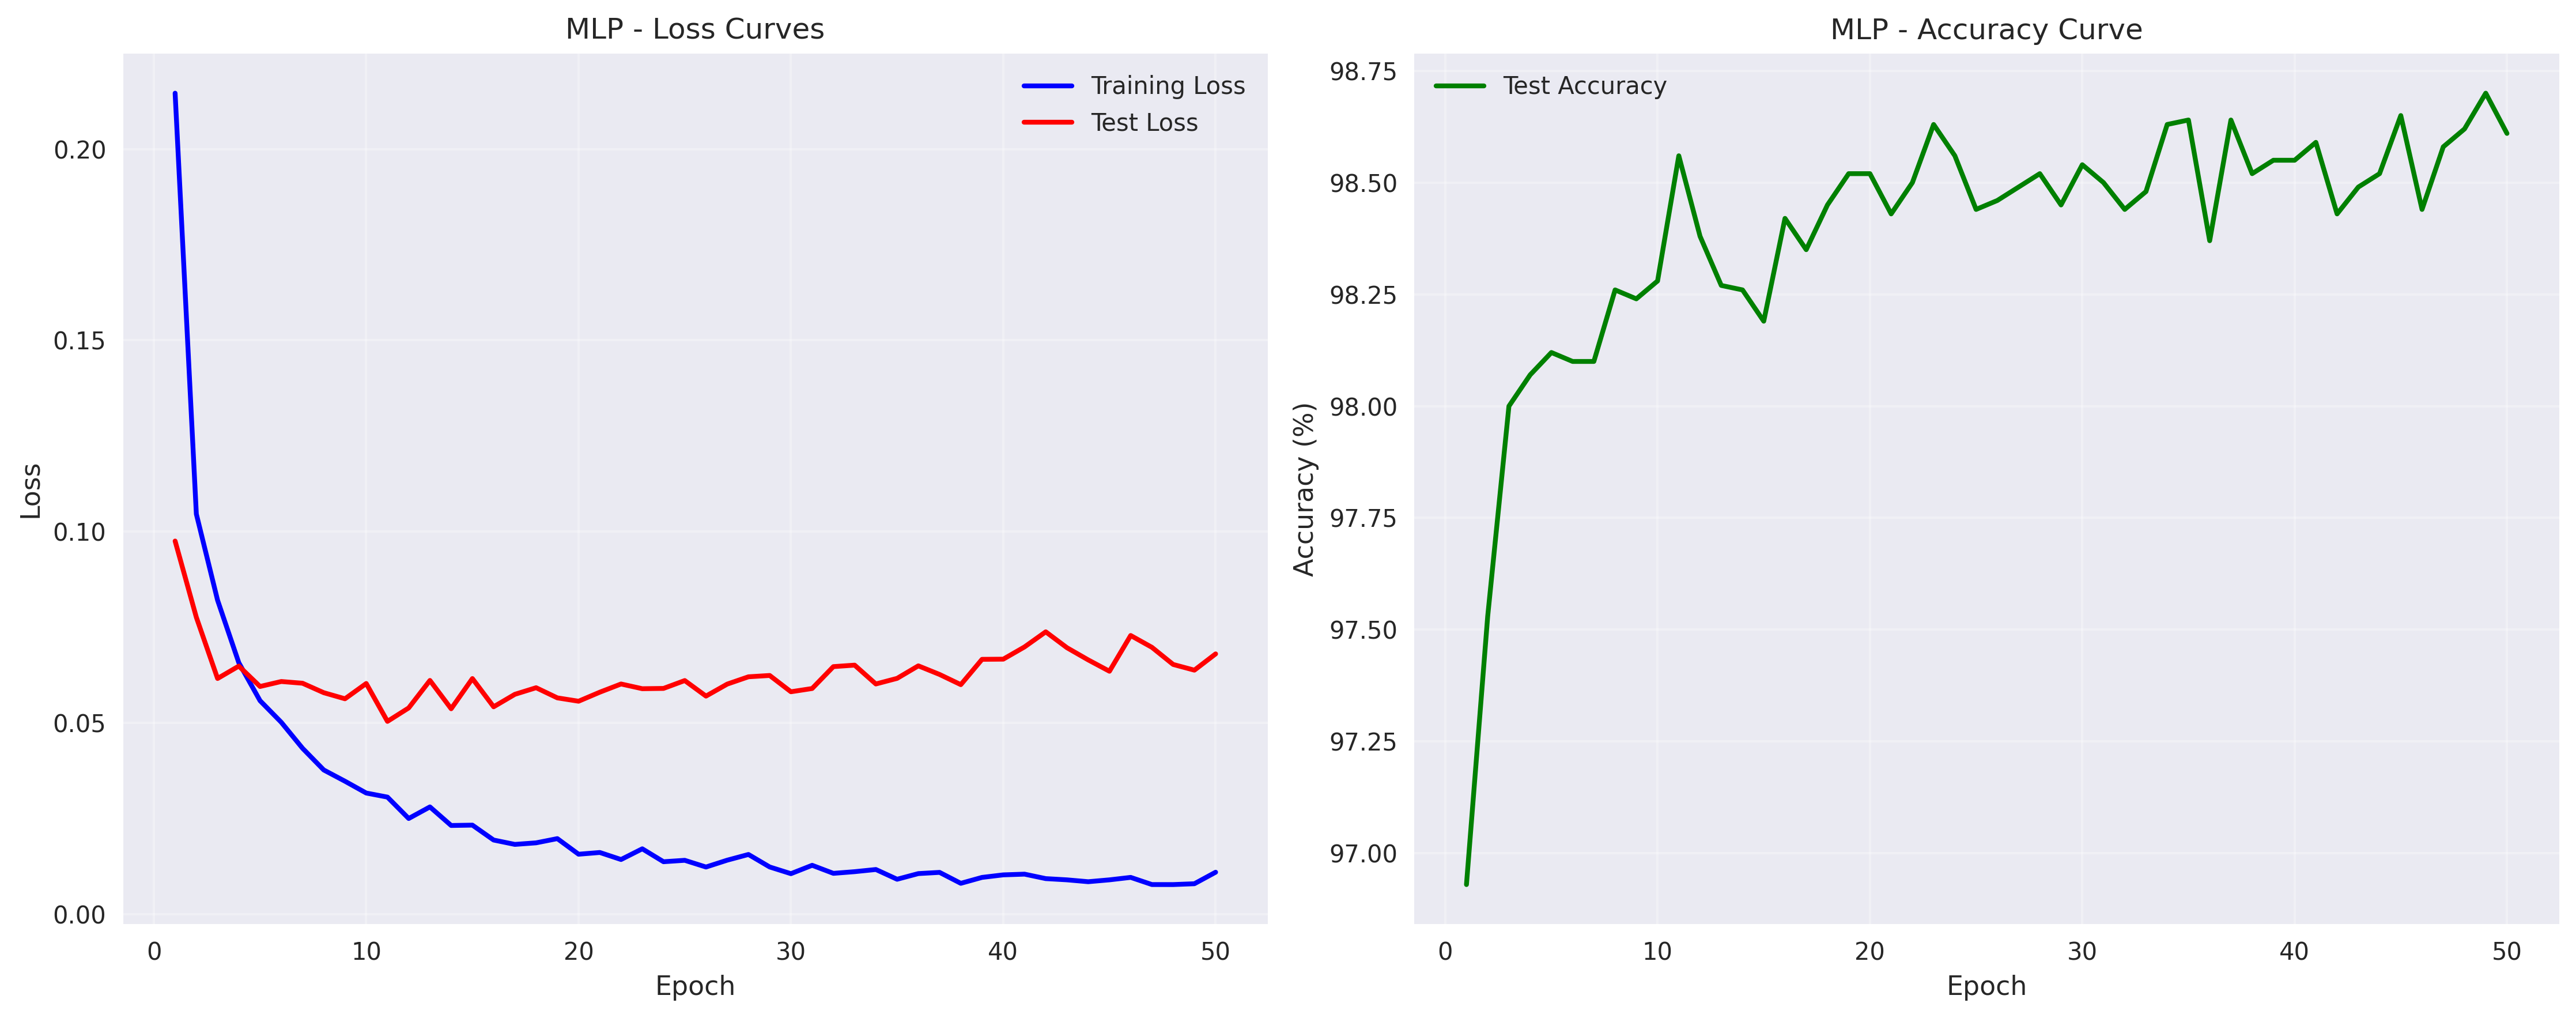 MLP - Loss Curves
Training Loss
Test Loss
0.20
0.15
0.10
0.05
0.00
Loss
0 10 20 30 40 50
Epoch
MLP - Accuracy Curve
Test Accuracy
98.75
98.50
98.25
98.00
97.75
97.50
97.25
97.00
Accuracy (%)
0 10 20 30 40 50
Epoch